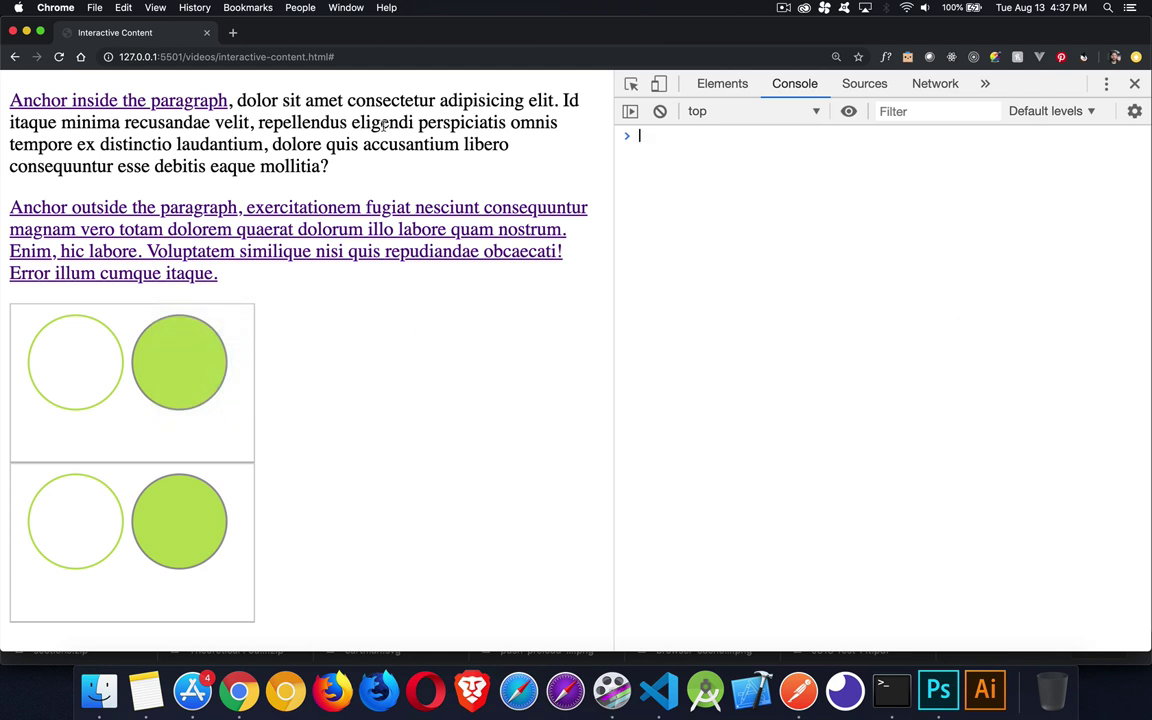 Chrome File Edit View History Bookmarks People Window Help 100% Tue Aug 13 4:37 PM
Interactive Content
127.0.0.1:5501/videos/interactive-content.html#
f?
Elements Console Sources Network
top Filter Default levels
Anchor inside the paragraph, dolor sit amet consectetur adipisicing elit. Id
itaque minima recusandae velit, repellendus eligendi perspiciatis omnis
tempore ex distinctio laudantium, dolore quis accusantium libero
consequuntur esse debitis eaque mollitia?
Anchor outside the paragraph, exercitationem fugiat nesciunt consequuntur
magnam vero totam dolorem quaerat dolorum illo labore quam nostrum.
Enim, hic labore. Voluptatem similique nisi quis repudiandae obcaecati!
Error illum cumque itaque.
4
Ps
Ai